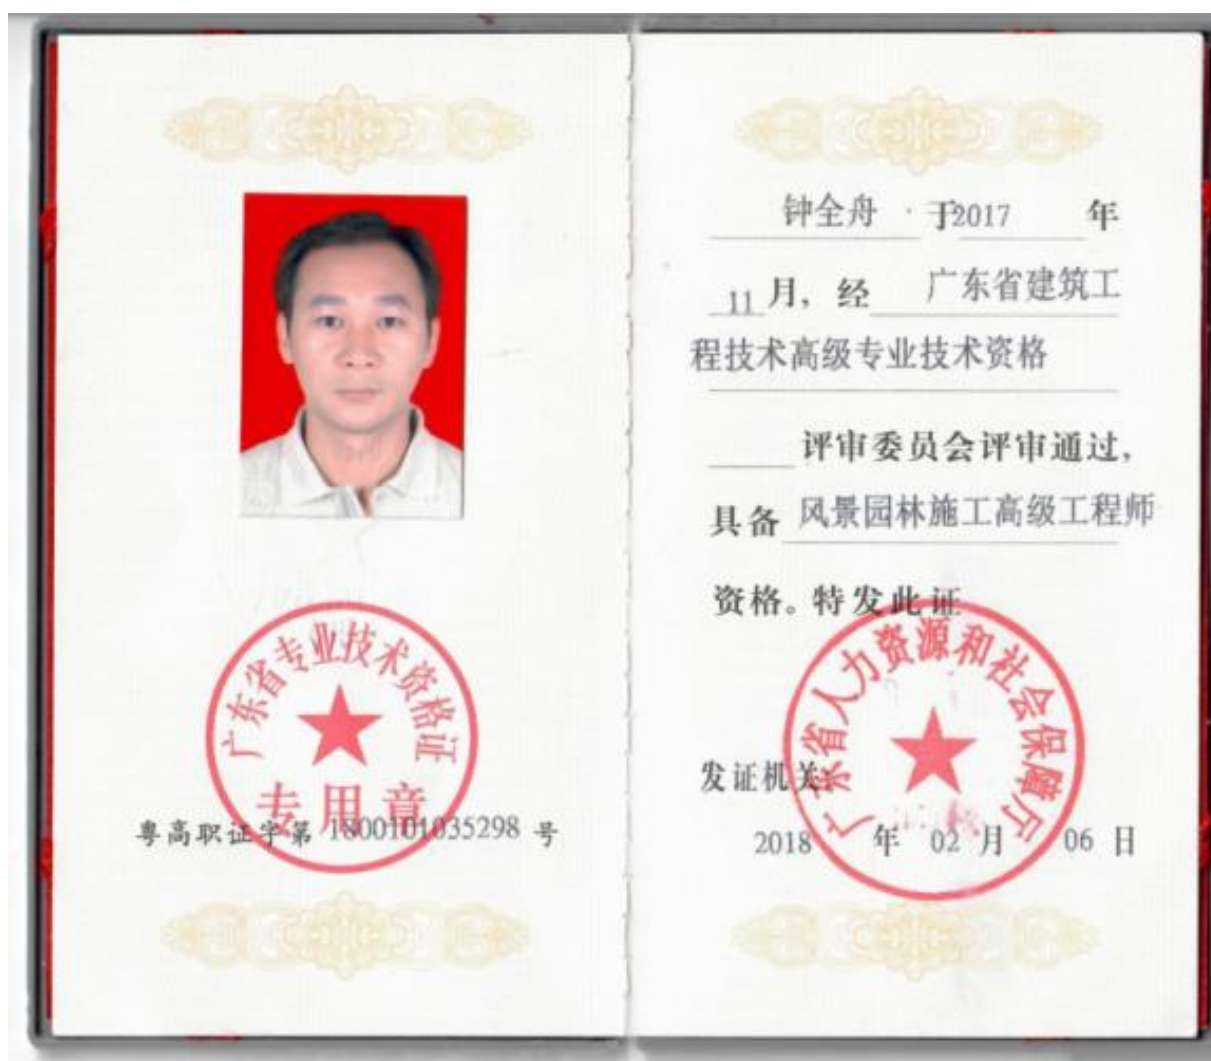 广东省专业技术资格证
专用章
粤高职证字第 1800101035298 号
钟全舟 于2017 年
11 月，经 广东省建筑工
程技术高级专业技术资格
评审委员会评审通过，
具备 风景园林施工高级工程师
资格。特发此证
广东省人力资源和社会保障厅
发证机关
2018 年 02 月 06 日